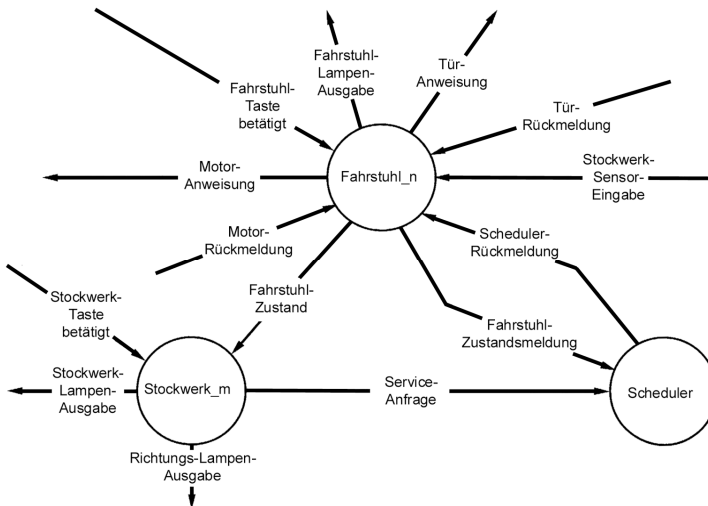 Fahrstuhl-
Lampen-
Ausgabe
Tür-
Anweisung
Fahrstuhl-
Taste
betätigt
Tür-
Rückmeldung
Motor-
Anweisung
Fahrstuhl_n
Stockwerk-
Sensor-
Eingabe
Motor-
Rückmeldung
Scheduler-
Rückmeldung
Stockwerk-
Taste
betätigt
Fahrstuhl-
Zustand
Fahrstuhl-
Zustandsmeldung
Stockwerk-
Lampen-
Ausgabe
Stockwerk_m
Service-
Anfrage
Scheduler
Richtungs-Lampen-
Ausgabe